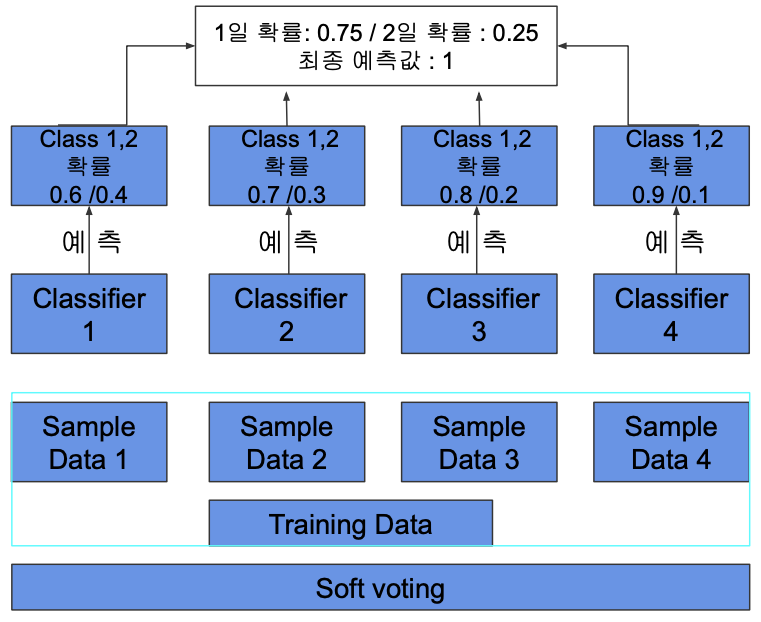 1일 확률: 0.75 / 2일 확률 : 0.25
최종 예측값 : 1
Class 1,2
확률
0.6 /0.4
Class 1,2
확률
0.7 /0.3
Class 1,2
확률
0.8 /0.2
Class 1,2
확률
0.9 /0.1
예 측
예 측
예 측
예 측
Classifier
1
Classifier
2
Classifier
3
Classifier
4
Sample
Data 1
Sample
Data 2
Sample
Data 3
Sample
Data 4
Training Data
Soft voting